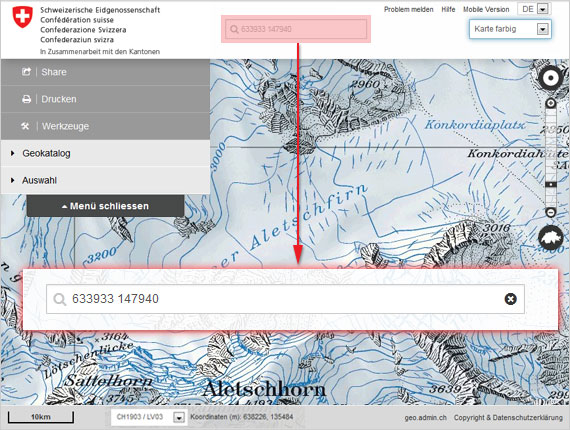 Schweizerische Eidgenossenschaft
Confédération suisse
Confederazione Svizzera
Confederaziun svizra
In Zusammenarbeit mit den Kantonen
Problem melden Hilfe Mobile Version DE
633933 147940
Karte farbig
Share
Drucken
Werkzeuge
Geokatalog
Auswahl
Menü schliessen
2960
Konkordiaplatz
Konkordiahütte
Aletschfirn
3200
3016
633933 147940
3164
Lötschenlücke
Sattelhorn
Aletschhorn
10km
CH1903 / LV03
Koordinaten (m): 638226, 135484
geo.admin.ch Copyright & Datenschutzerklärung